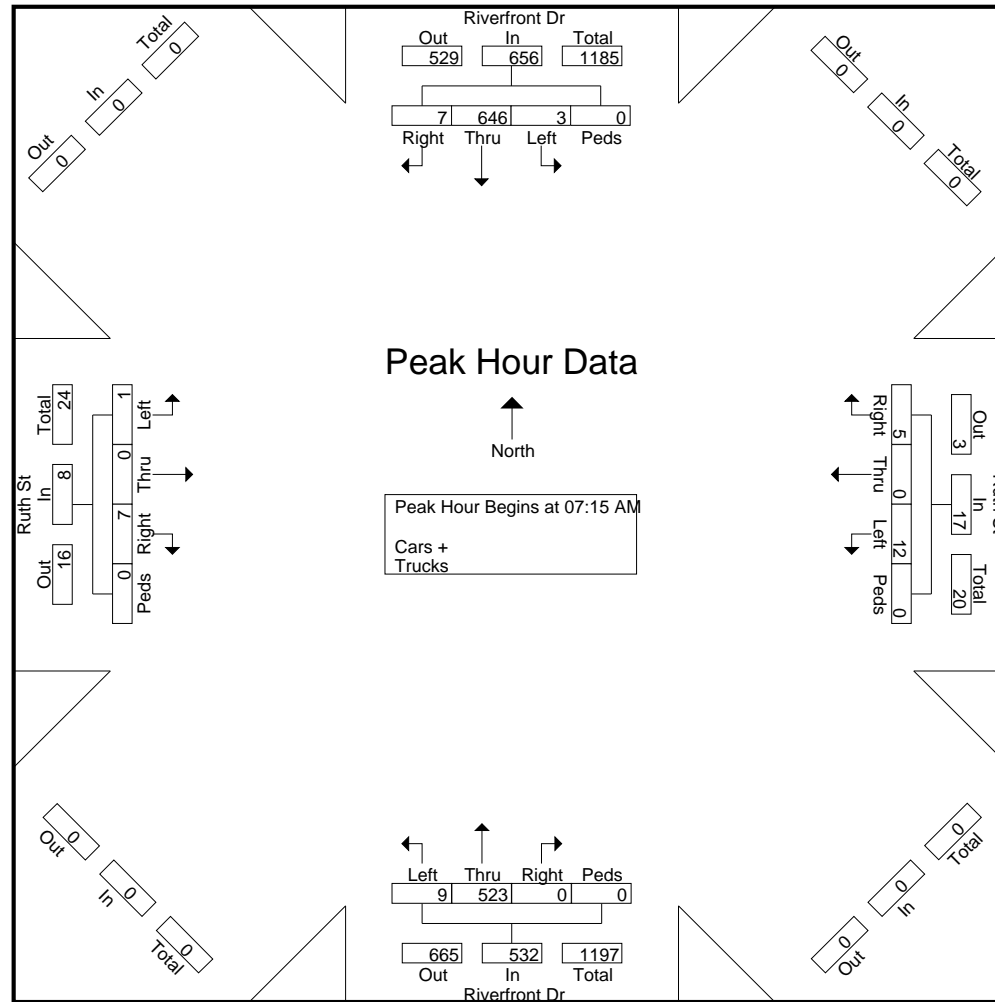 Riverfront Dr
Out In Total
529 656 1185
7 646 3 0
Right Thru Left Peds
Total
0
In
0
Out
0
Out
0
In
0
Total
0
Peak Hour Data
North
Peak Hour Begins at 07:15 AM
Cars +
Trucks
Ruth St
Total In Out
24 8 16
1 0 7 0
Left Thru Right Peds
Right Thru Left Peds
5 0 12 0
Out In Total
3 17 20
Out
0
In
0
Total
0
Total
0
In
0
Out
0
Left Thru Right Peds
9 523 0 0
665 532 1197
Out In Total
Riverfront Dr